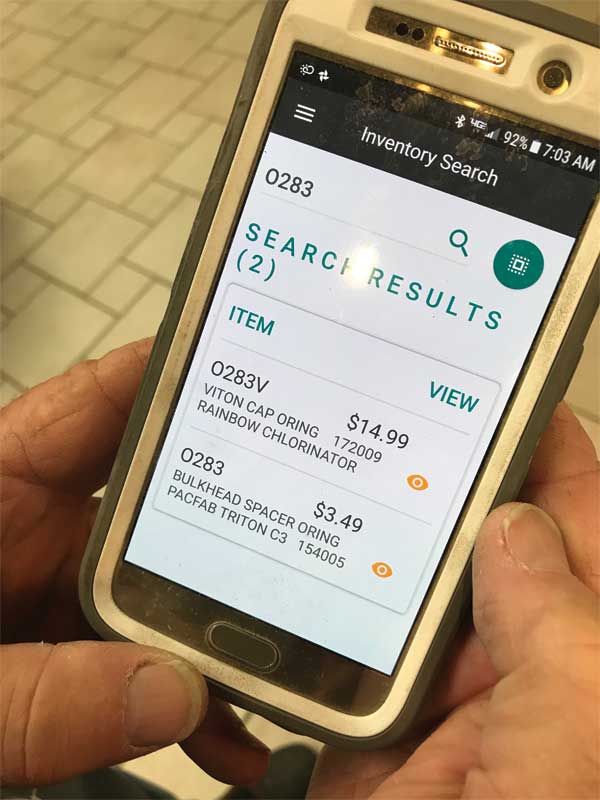 4GE 92% 7:03 AM
Inventory Search
O283
SEARCH RESULTS
(2)
ITEM VIEW
O283V $14.99
VITON CAP ORING 172009
RAINBOW CHLORINATOR
O283 $3.49
BULKHEAD SPACER ORING
PACFAB TRITON C3 154005